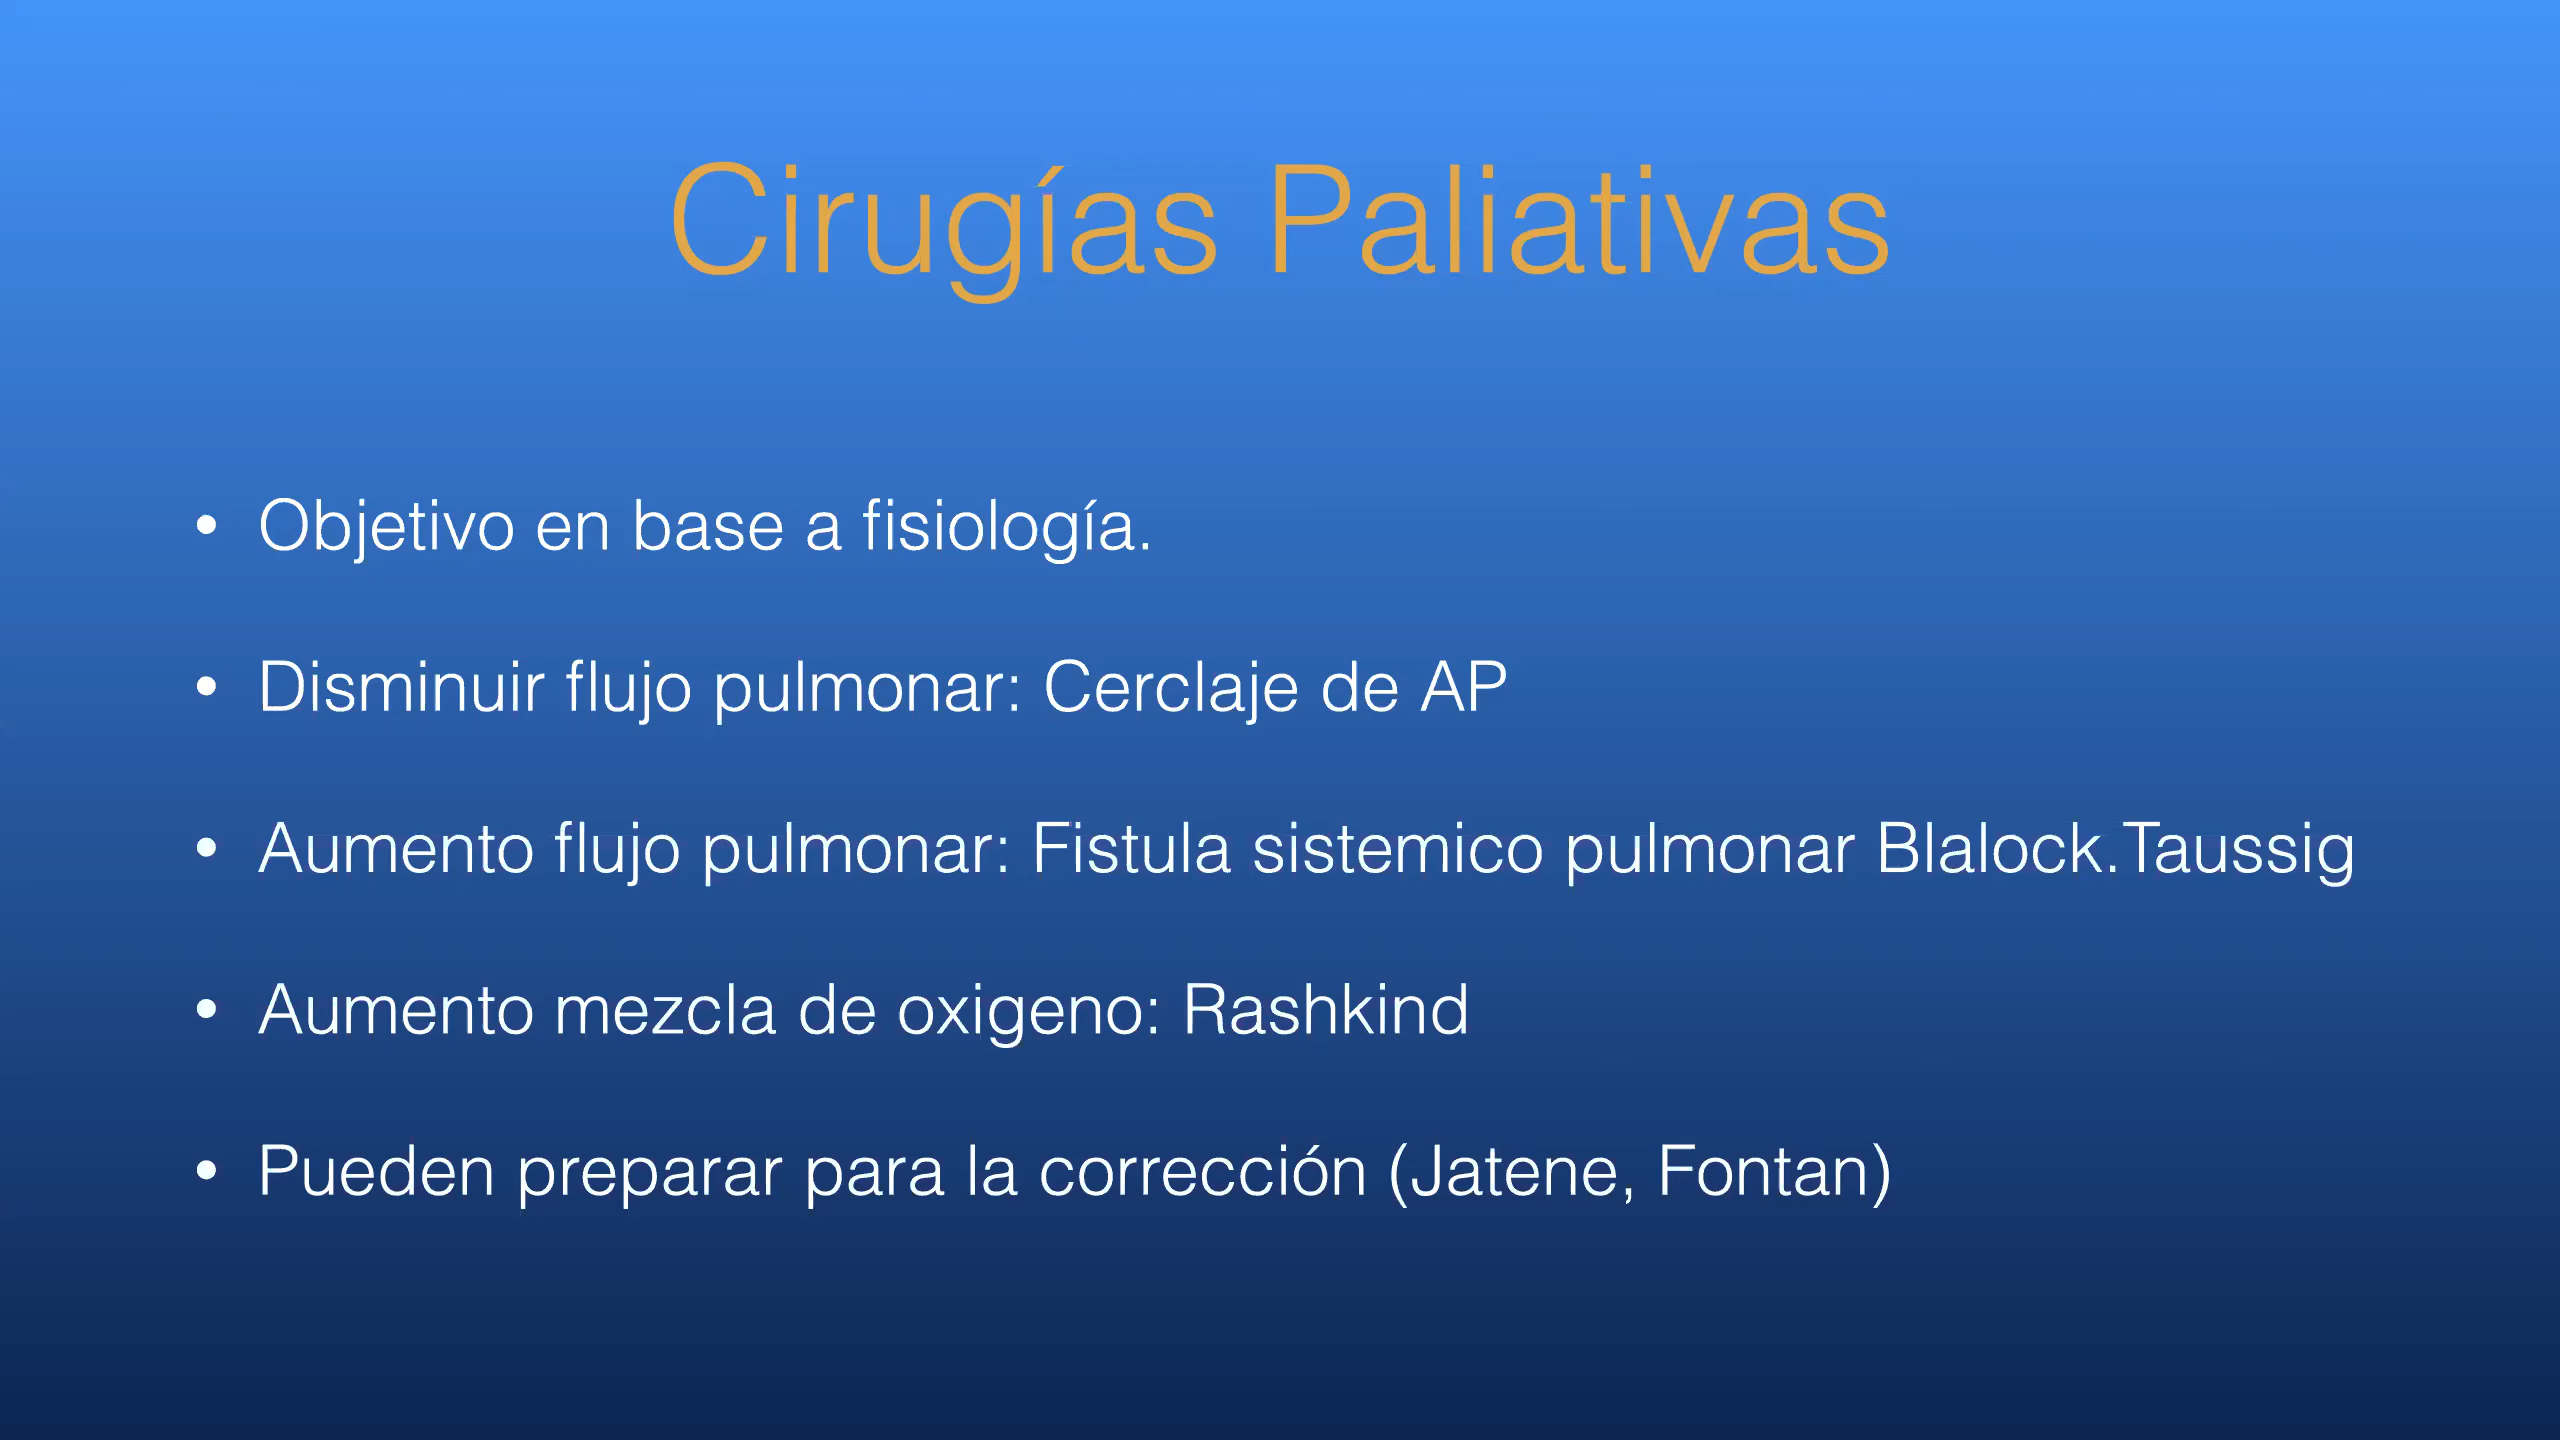 Cirugías Paliativas
• Objetivo en base a fisiología.
• Disminuir flujo pulmonar: Cerclaje de AP
• Aumento flujo pulmonar: Fistula sistemico pulmonar Blalock.Taussig
• Aumento mezcla de oxigeno: Rashkind
• Pueden preparar para la corrección (Jatene, Fontan)